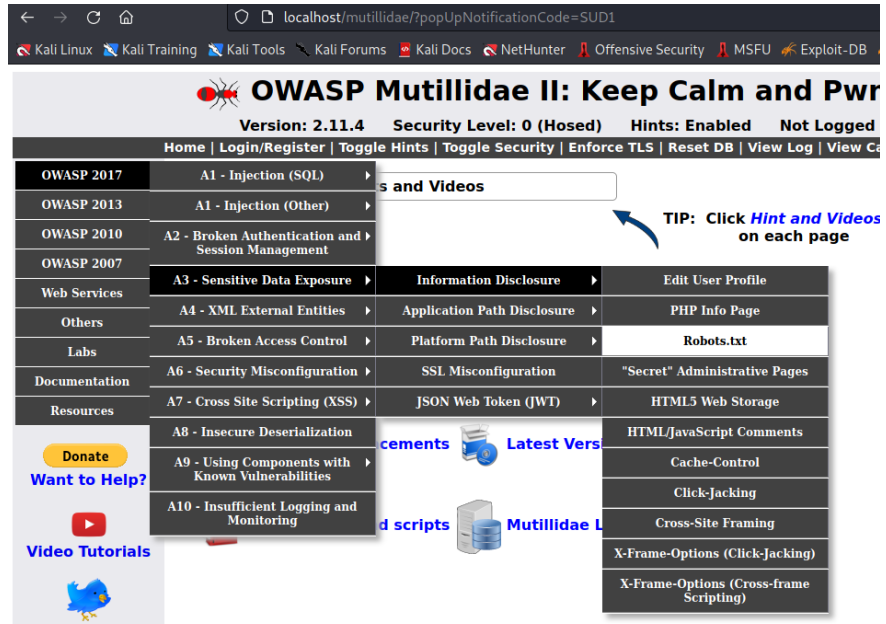 localhost/mutillidae/?popUpNotificationCode=SUD1
Kali Linux Kali Training Kali Tools Kali Forums Kali Docs NetHunter Offensive Security MSFU Exploit-DB
OWASP Mutillidae II: Keep Calm and Pwn
Version: 2.11.4 Security Level: 0 (Hosed) Hints: Enabled Not Logged
Home | Login/Register | Toggle Hints | Toggle Security | Enforce TLS | Reset DB | View Log | View Ca
OWASP 2017
OWASP 2013
OWASP 2010
OWASP 2007
Web Services
Others
Labs
Documentation
Resources
Donate
Want to Help?
Video Tutorials
A1 - Injection (SQL)
A1 - Injection (Other)
A2 - Broken Authentication and
Session Management
A3 - Sensitive Data Exposure
A4 - XML External Entities
A5 - Broken Access Control
A6 - Security Misconfiguration
A7 - Cross Site Scripting (XSS)
A8 - Insecure Deserialization
A9 - Using Components with
Known Vulnerabilities
A10 - Insufficient Logging and
Monitoring
s and Videos
TIP: Click Hint and Videos
on each page
Information Disclosure
Application Path Disclosure
Platform Path Disclosure
SSL Misconfiguration
JSON Web Token (JWT)
Edit User Profile
PHP Info Page
Robots.txt
"Secret" Administrative Pages
HTML5 Web Storage
HTML/JavaScript Comments
Cache-Control
Click-Jacking
Cross-Site Framing
X-Frame-Options (Click-Jacking)
X-Frame-Options (Cross-frame
Scripting)
cements Latest Versi
d scripts Mutillidae L